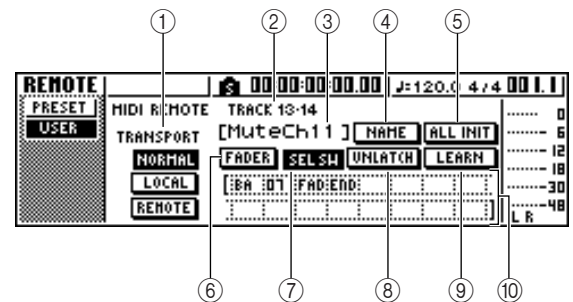 ① ② ③ ④ ⑤
REMOTE 00:00:00:00.00 ♩=120.0 4/4 001.1
PRESET MIDI REMOTE TRACK 13-14 0
USER TRANSPORT [MuteCh11 ] NAME ALL INIT 6
NORMAL FADER SEL SW UNLATCH LEARN 12
18
LOCAL [BA 07 FAD END 30
REMOTE ] 48
L R
⑥ ⑦ ⑧ ⑨ ⑩